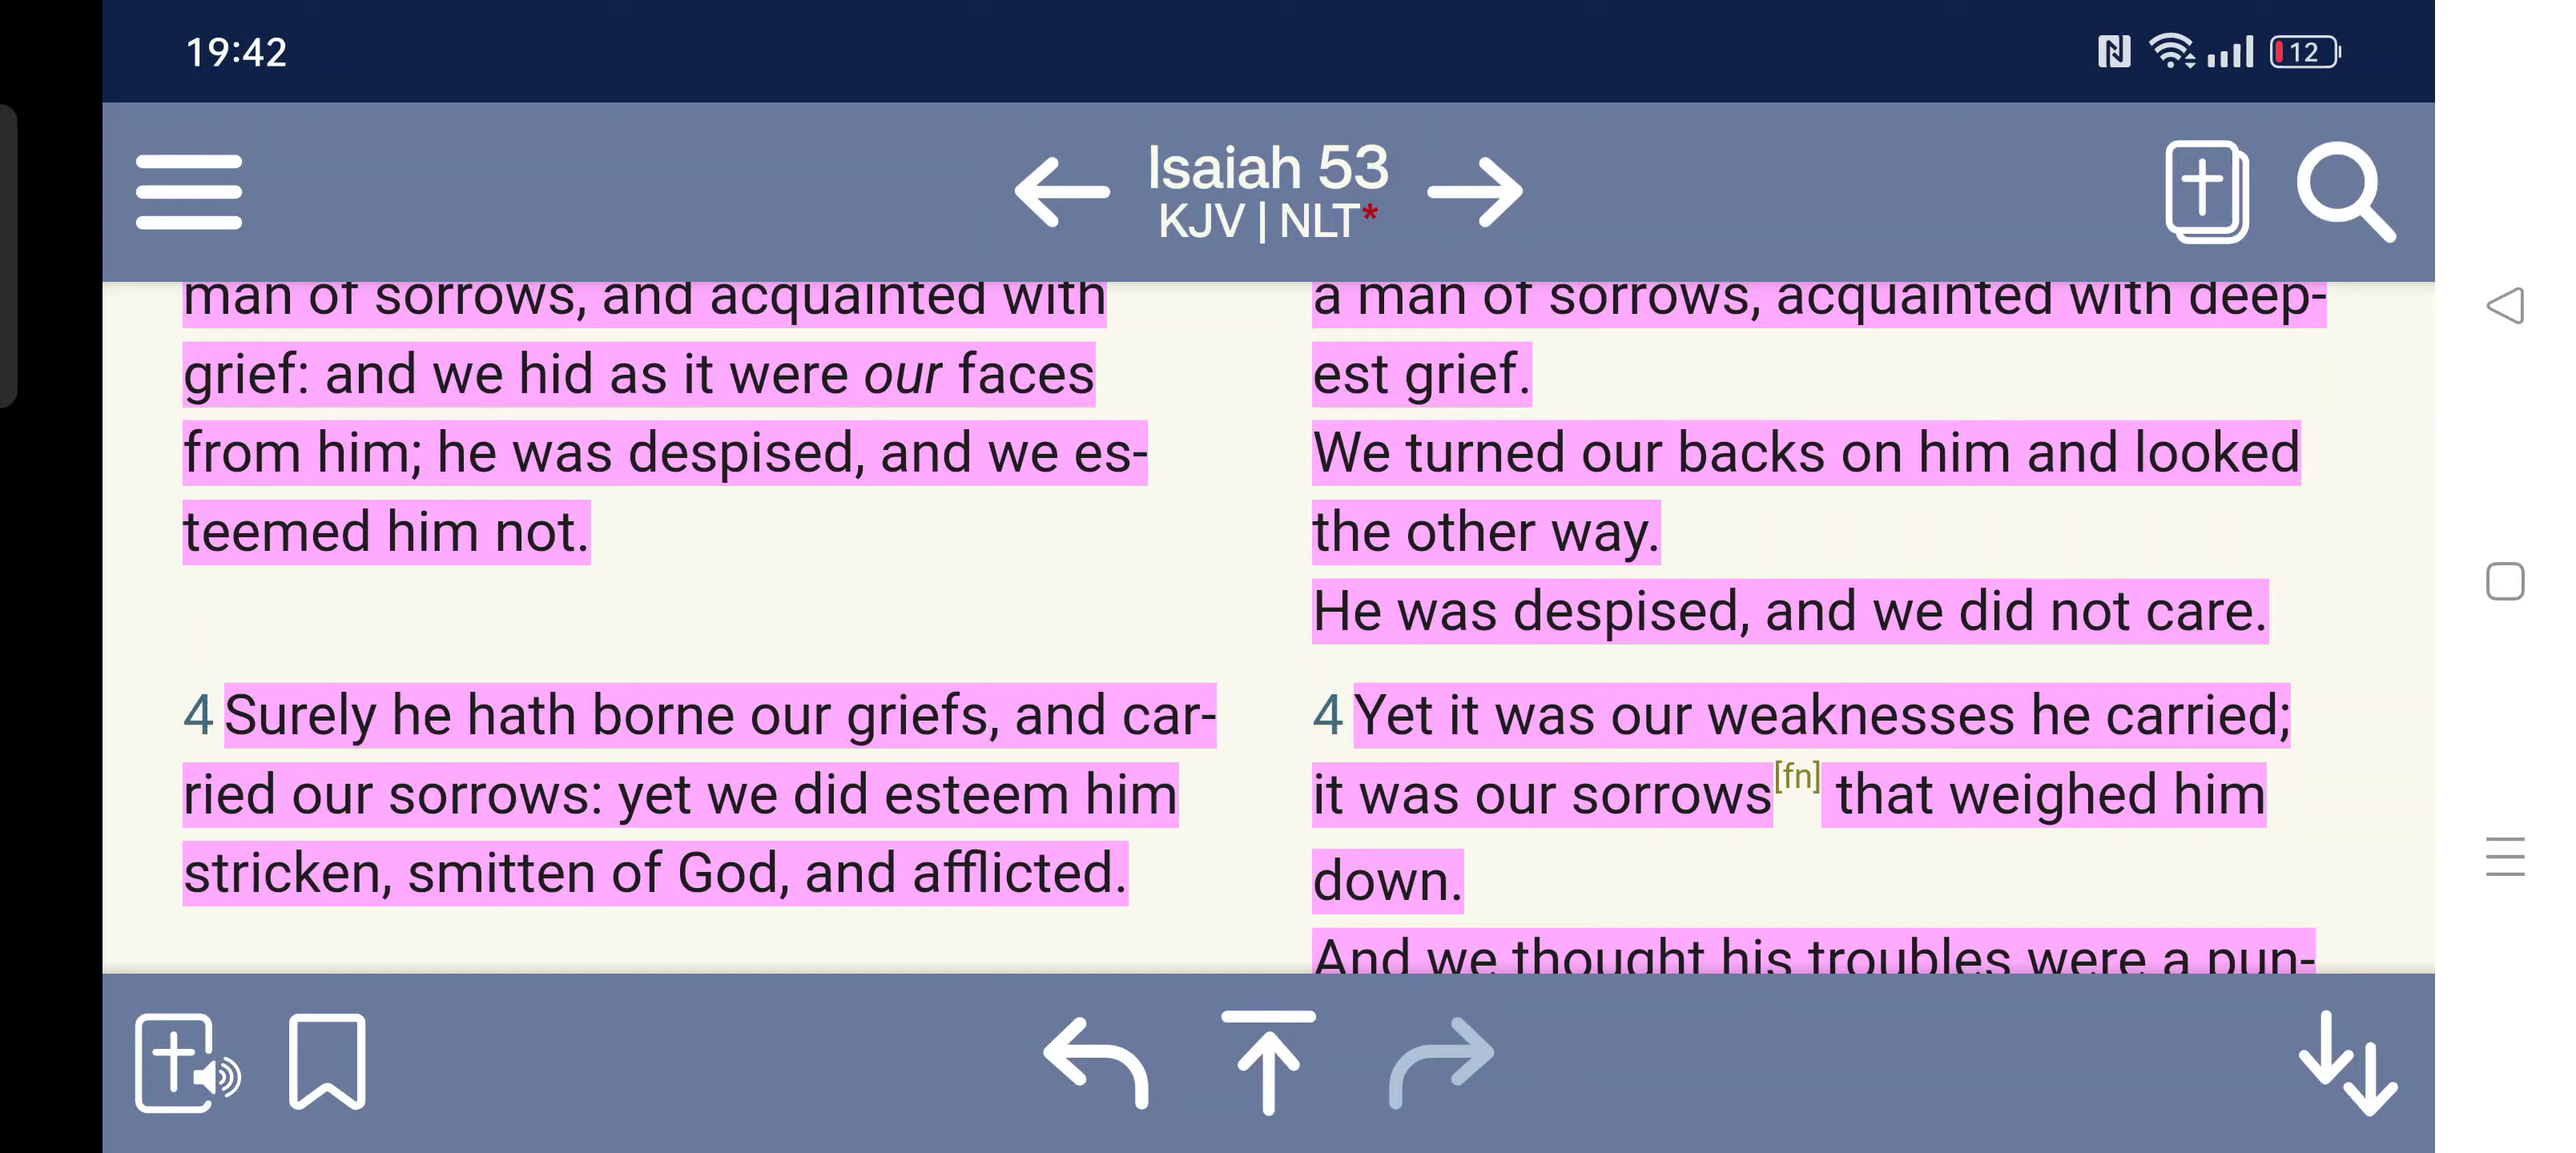 19:42
12
Isaiah 53
KJV | NLT*
man of sorrows, and acquainted with
grief: and we hid as it were our faces
from him; he was despised, and we es-
teemed him not.
4 Surely he hath borne our griefs, and car-
ried our sorrows: yet we did esteem him
stricken, smitten of God, and afflicted.
a man of sorrows, acquainted with deep-
est grief.
We turned our backs on him and looked
the other way.
He was despised, and we did not care.
4 Yet it was our weaknesses he carried;
it was our sorrows[fn] that weighed him
down.
And we thought his troubles were a pun-